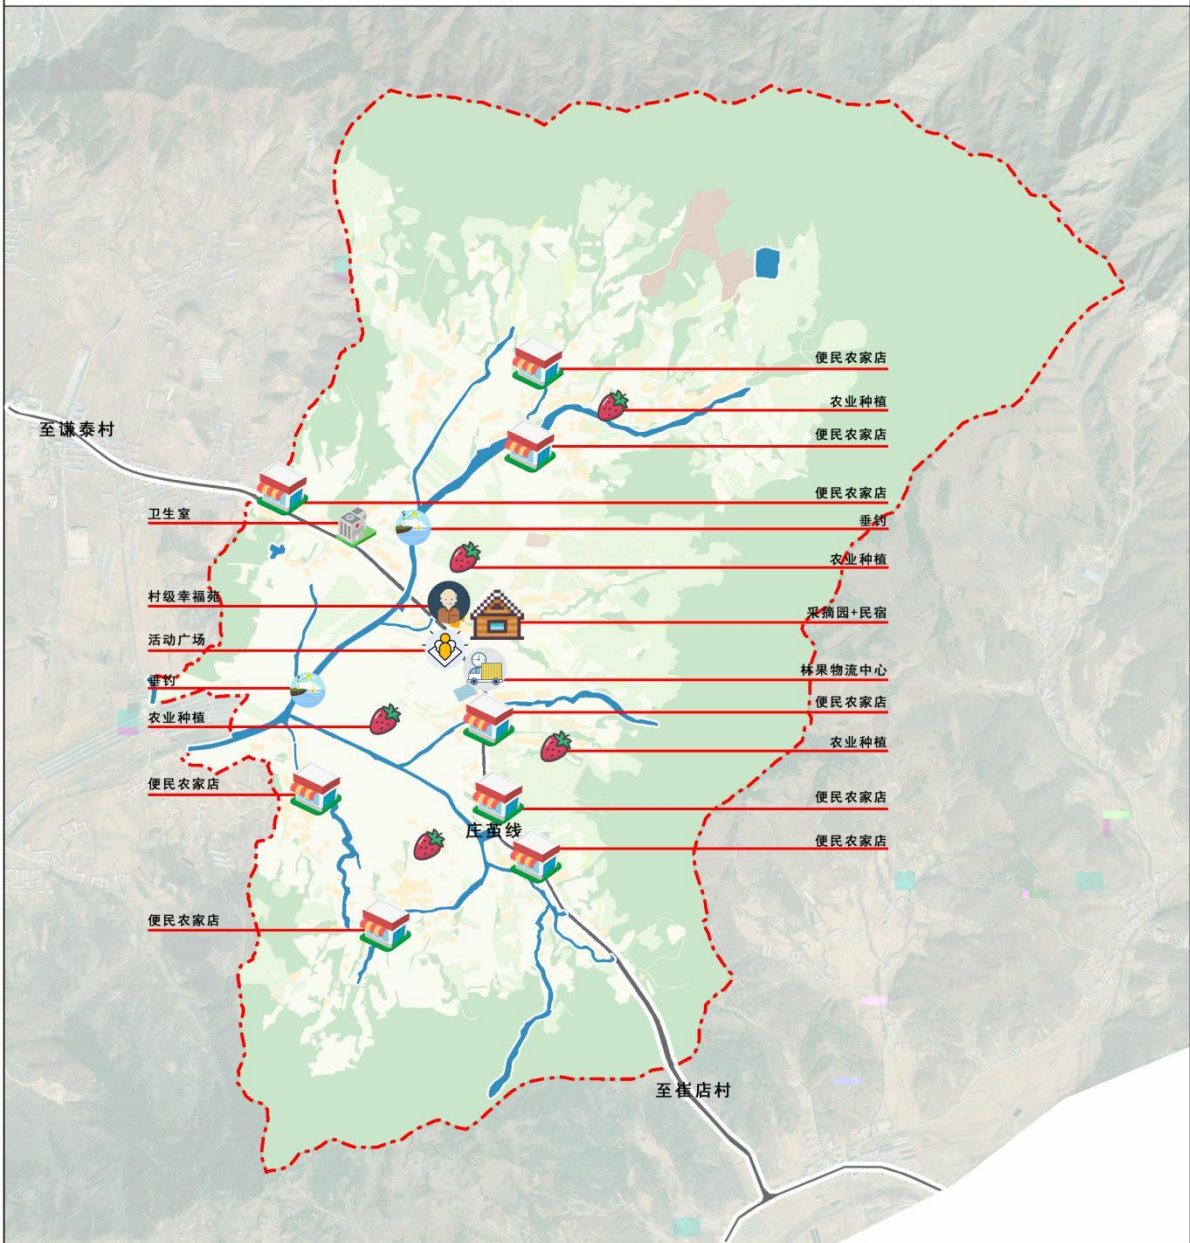 便民农家店
农业种植
至谦泰村
便民农家店
便民农家店
卫生室
垂钓
农业种植
村级幸福苑
采摘园+民宿
活动广场
林果物流中心
垂钓
便民农家店
农业种植
农业种植
便民农家店
便民农家店
庄茧线
便民农家店
便民农家店
至崔店村